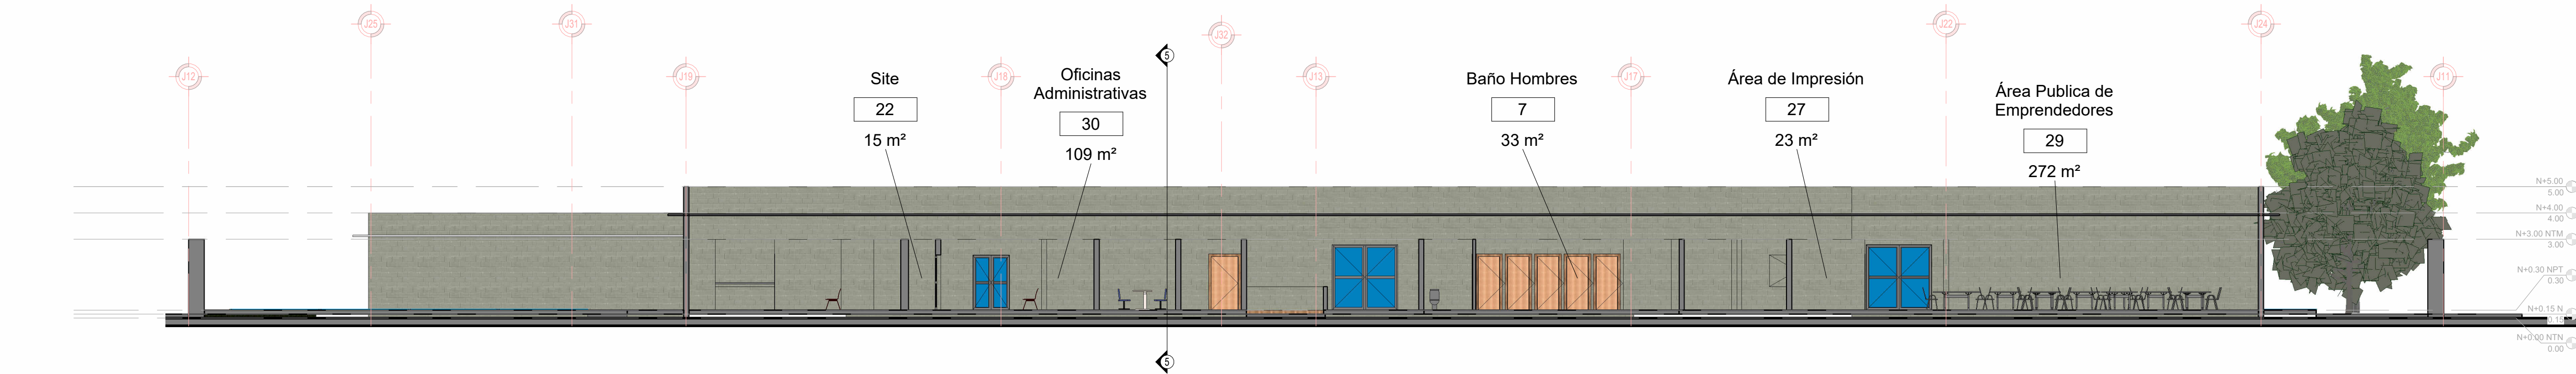 J25
J31
J22
J24
J32
J12
J19
J18
J13
J17
J11
5
Site
22
15 m²
Oficinas
Administrativas
30
109 m²
Baño Hombres
7
33 m²
Área de Impresión
27
23 m²
Área Publica de
Emprendedores
29
272 m²
N+5.00
5.00
N+4.00
4.00
N+3.00 NTM
3.00
N+0.30 NPT
0.30
N+0.15 N
0.15
N+0.00 NTN
0.00
5